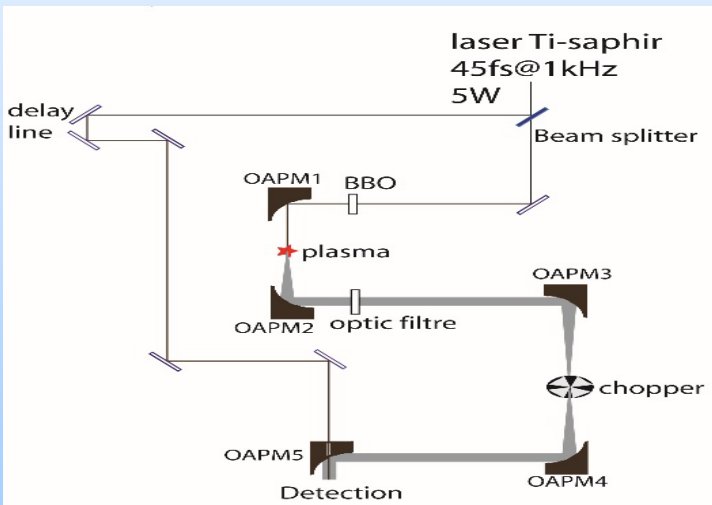 laser Ti-saphir
45fs@1kHz
5W
delay
line
Beam splitter
OAPM1
BBO
plasma
OAPM3
OAPM2
optic filtre
chopper
OAPM5
OAPM4
Detection